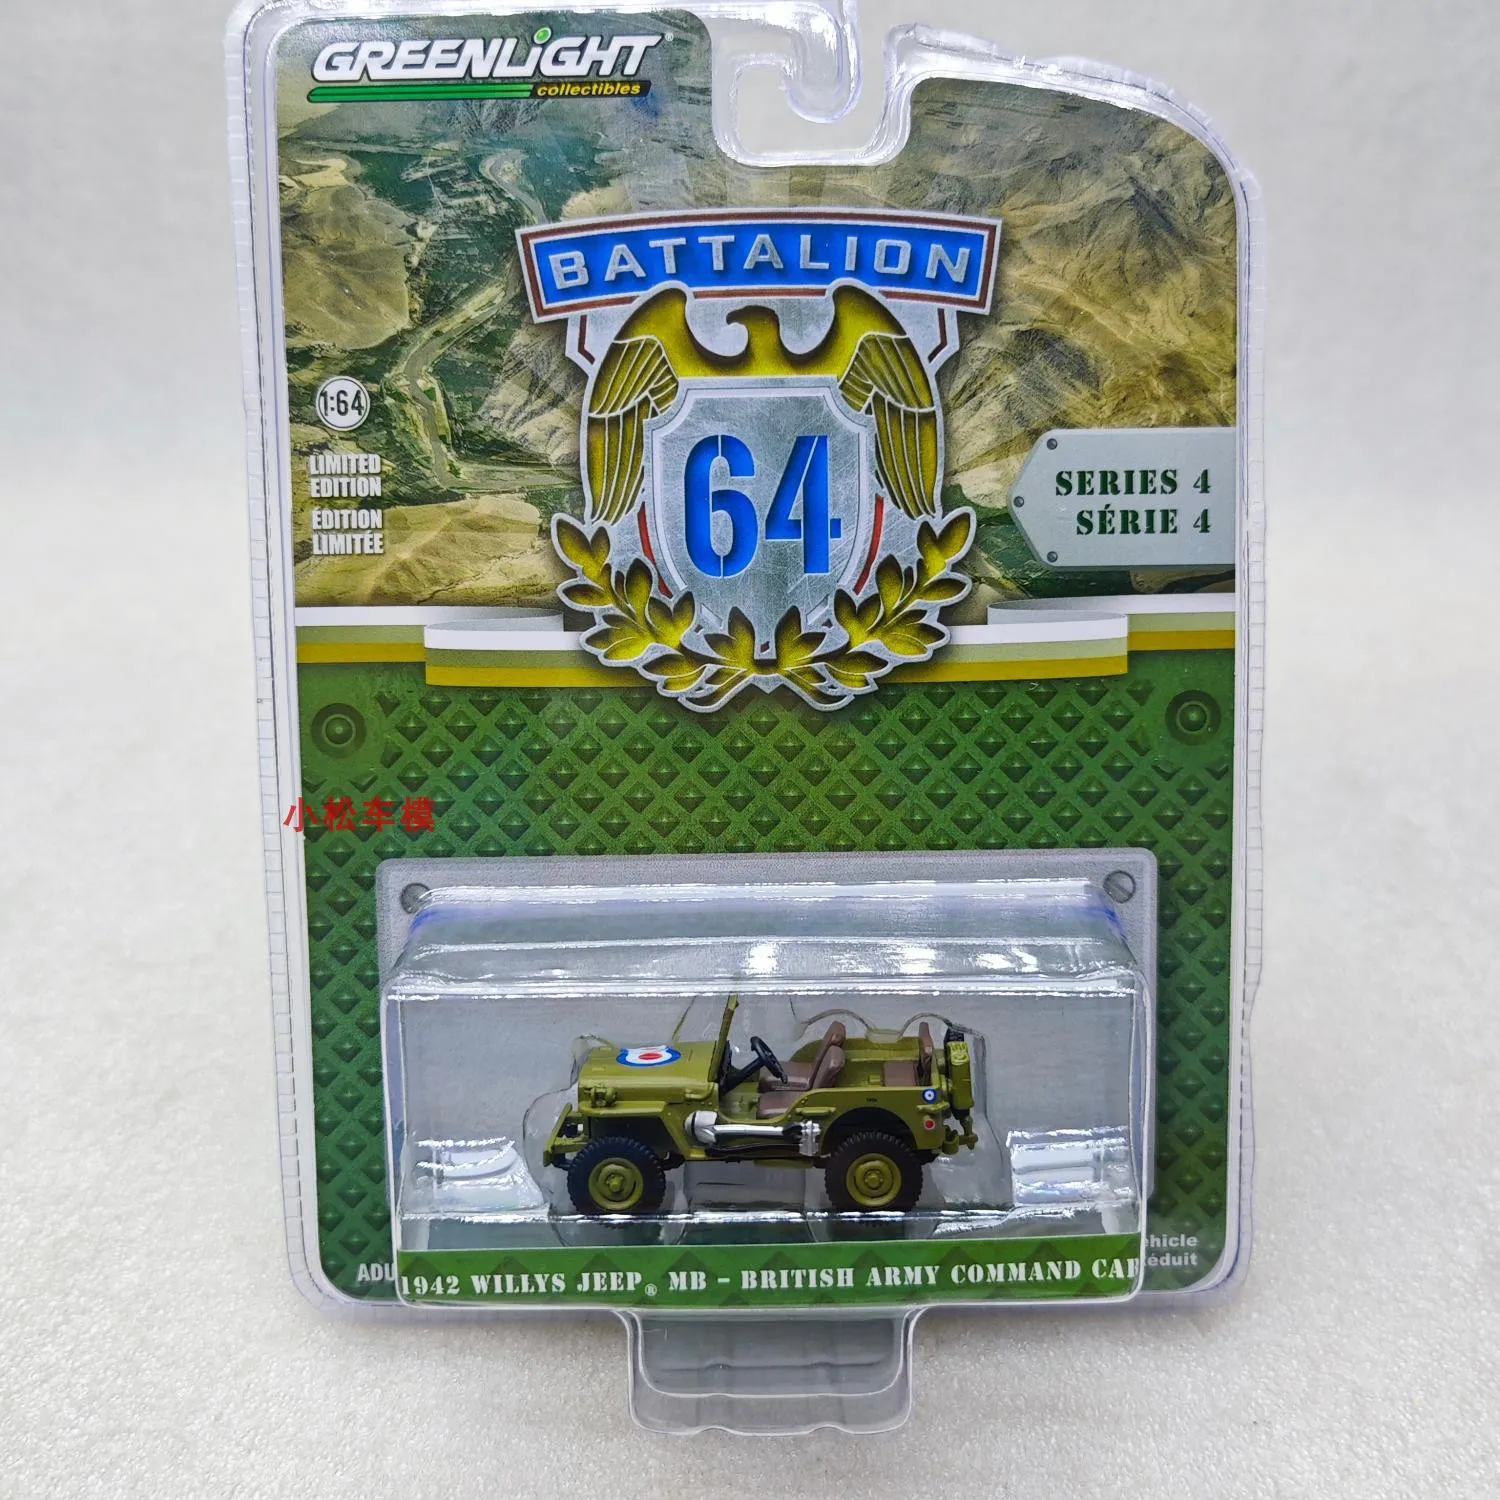 GREENLIGHT
collectibles
BATTALION
64
1:64
LIMITED
EDITION
ÉDITION
LIMITÉE
SERIES 4
SÉRIE 4
小松车模
1942 WILLYS JEEP® MB – BRITISH ARMY COMMAND CAR